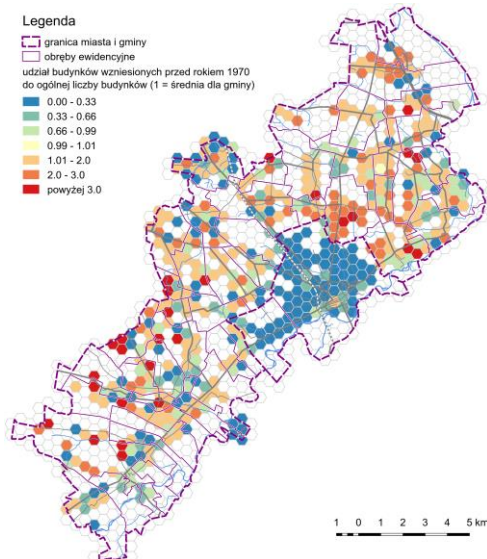 Legenda
granica miasta i gminy
obręby ewidencyjne
udział budynków wzniesionych przed rokiem 1970
do ogólnej liczby budynków (1 = średnia dla gminy)
0.00 - 0.33
0.33 - 0.66
0.66 - 0.99
0.99 - 1.01
1.01 - 2.0
2.0 - 3.0
powyżej 3.0
1 0 1 2 3 4 5 km